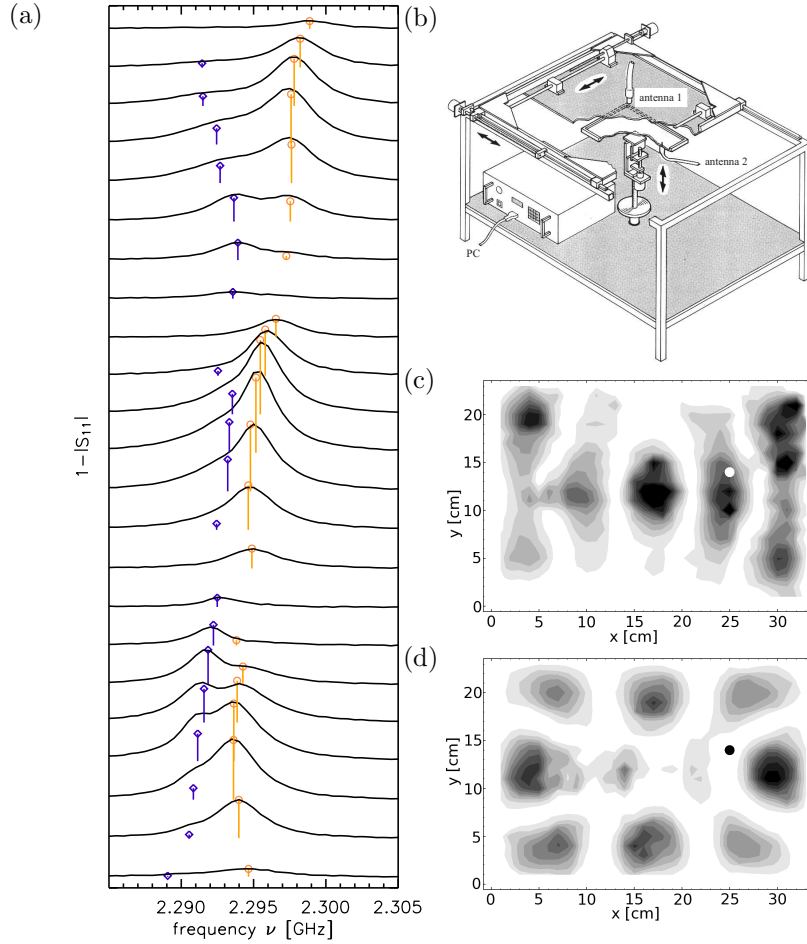 (a)
1−|S11|
2.290 2.295 2.300 2.305
frequency ν [GHz]
(b)
antenna 1
antenna 2
PC
(c)
20
15
10
5
0
y [cm]
0 5 10 15 20 25 30
x [cm]
(d)
20
15
10
5
0
y [cm]
0 5 10 15 20 25 30
x [cm]